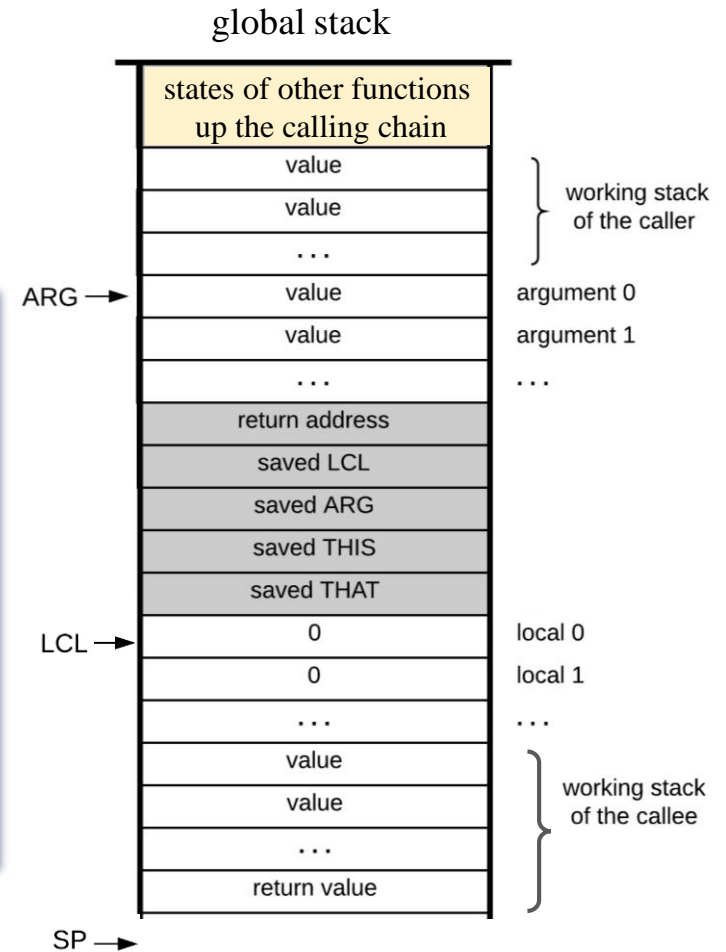 global stack
states of other functions
up the calling chain
value
value
...
working stack
of the caller
ARG
value
argument 0
value
argument 1
...
...
return address
saved LCL
saved ARG
saved THIS
saved THAT
LCL
0
local 0
0
local 1
...
...
value
value
...
return value
working stack
of the callee
SP